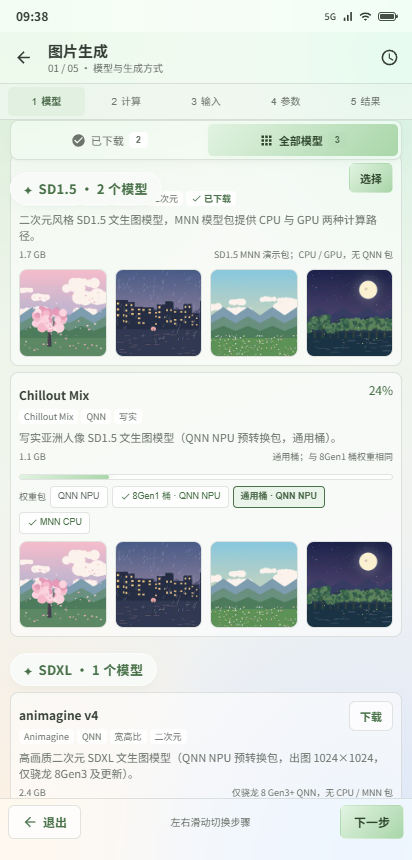 09:38
5G
图片生成
01 / 05 · 模型与生成方式
1 模型
2 计算
3 输入
4 参数
5 结果
已下载 2
全部模型 3
SD1.5 · 2 个模型
次元
已下载
选择
二次元风格 SD1.5 文生图模型，MNN 模型包提供 CPU 与 GPU 两种计算路
径。
1.7 GB
SD1.5 MNN 演示包；CPU / GPU，无 QNN 包
Chillout Mix
24%
Chillout Mix
QNN
写实
写实亚洲人像 SD1.5 文生图模型（QNN NPU 预转换包，通用桶）。
1.1 GB
通用桶；与 8Gen1 桶权重相同
权重包
QNN NPU
8Gen1 桶 · QNN NPU
通用桶 · QNN NPU
MNN CPU
SDXL · 1 个模型
animagine v4
下载
Animagine
QNN
宽高比
二次元
高画质二次元 SDXL 文生图模型（QNN NPU 预转换包，出图 1024×1024，
仅骁龙 8Gen3 及更新）。
2.4 GB
仅骁龙 8 Gen3+ QNN，无 CPU / MNN 包
退出
左右滑动切换步骤
下一步